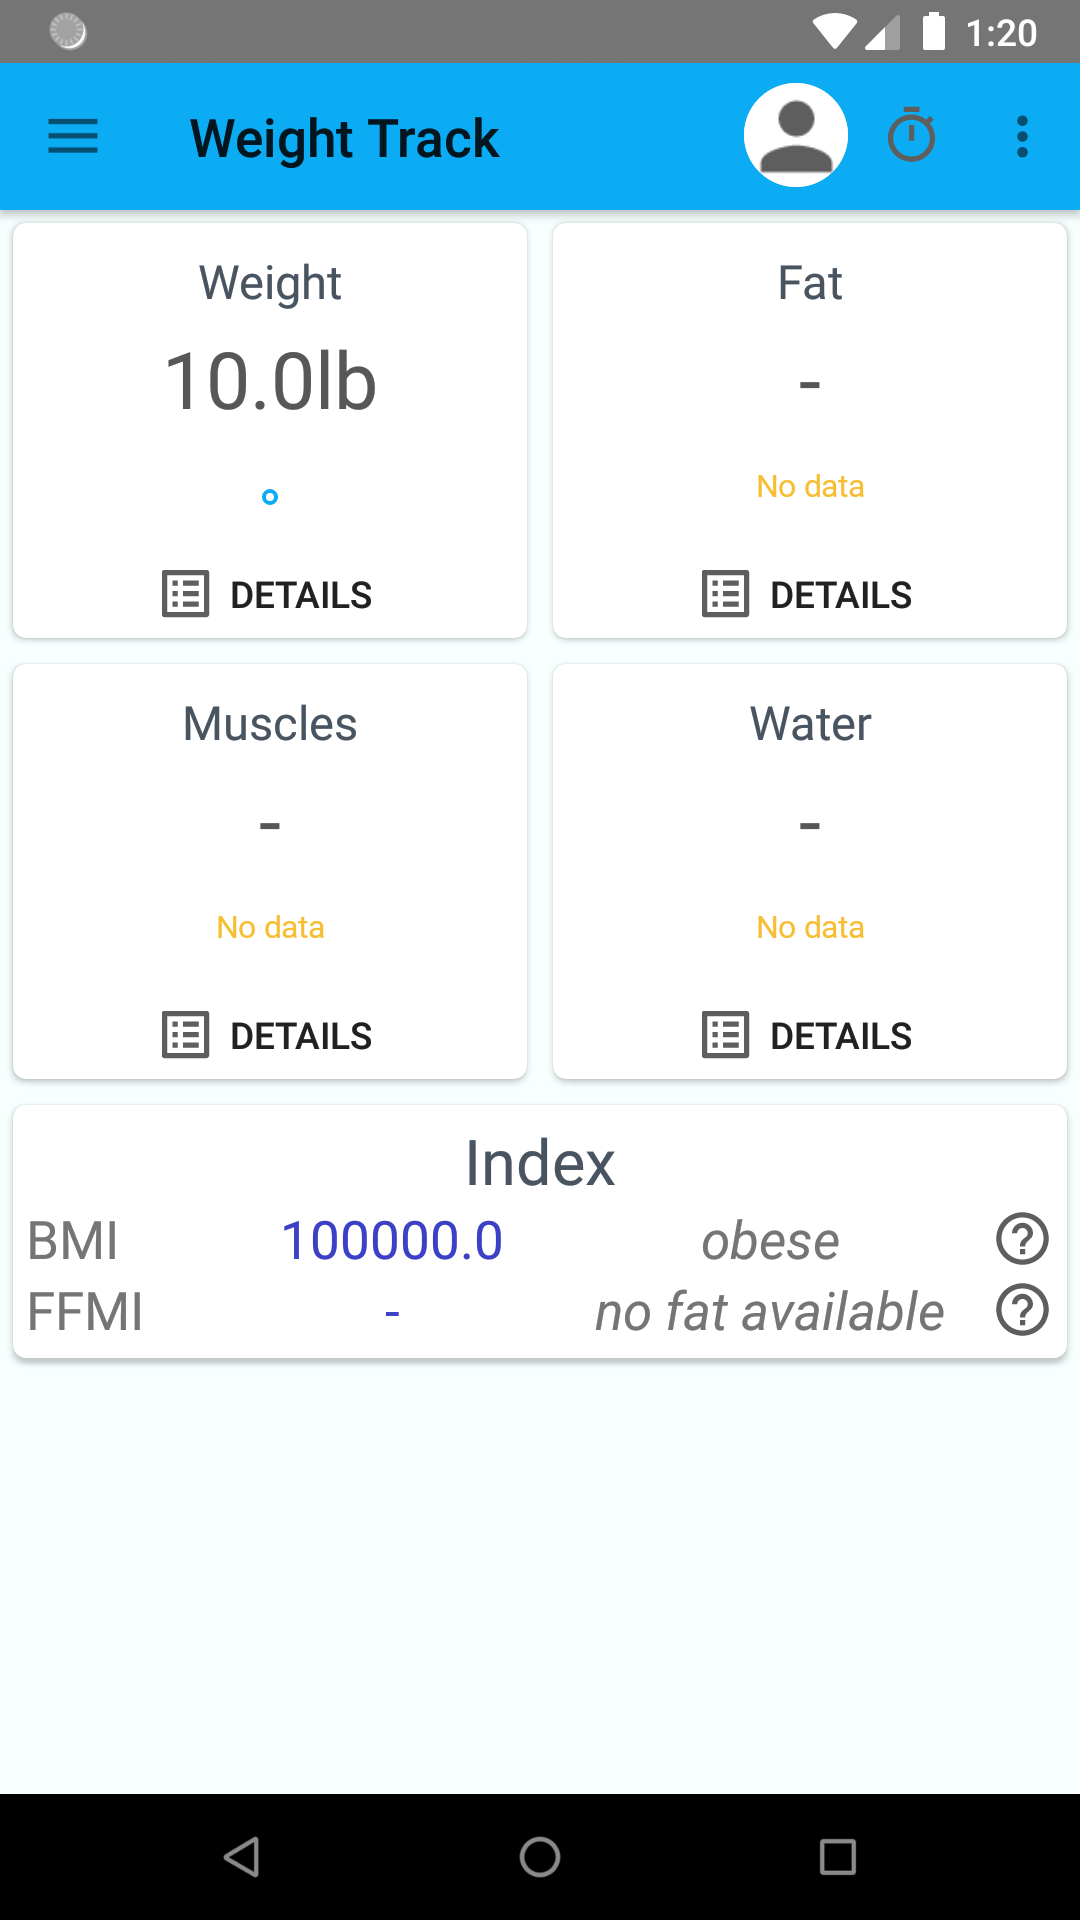 1:20
Weight Track
Weight
10.0lb
DETAILS
Fat
-
No data
DETAILS
Muscles
-
No data
DETAILS
Water
-
No data
DETAILS
Index
BMI 100000.0 obese ?
FFMI - no fat available ?